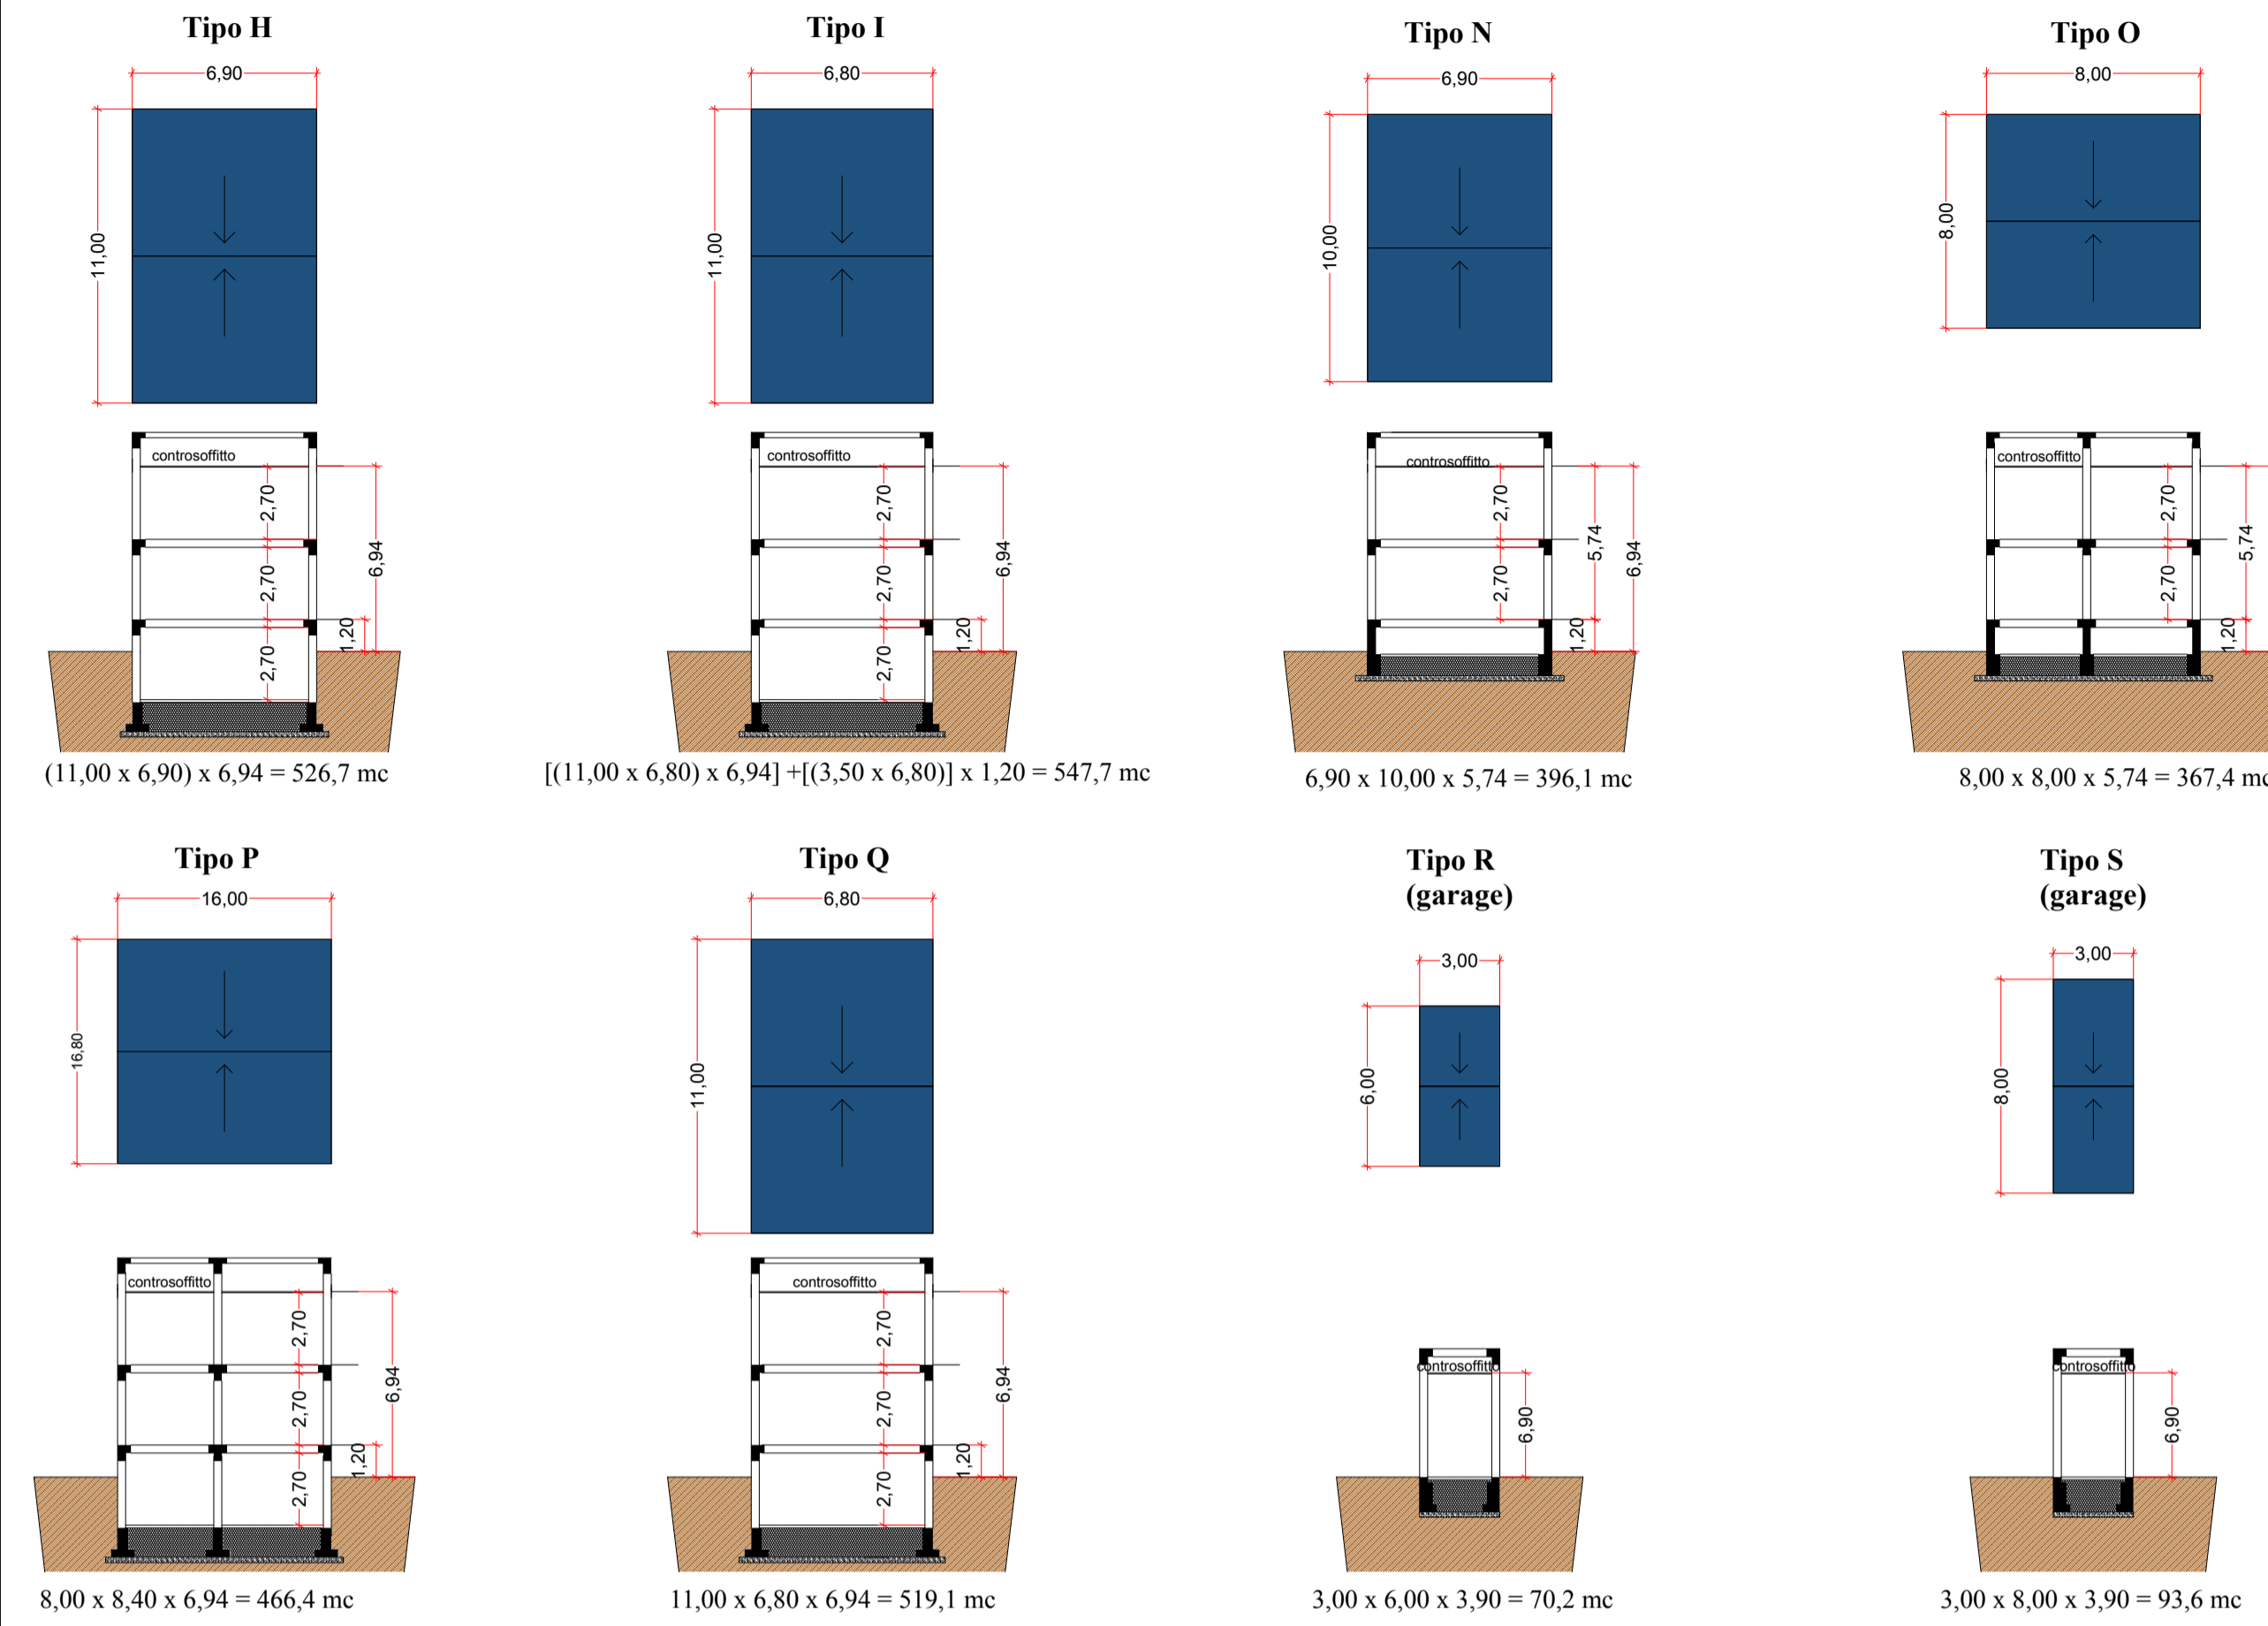 Tipo H
6,90
11,00
controsoffitto
2,70
2,70
2,70
1,20
6,94
(11,00 x 6,90) x 6,94 = 526,7 mc
Tipo I
6,80
11,00
controsoffitto
2,70
2,70
2,70
1,20
6,94
[(11,00 x 6,80) x 6,94] +[(3,50 x 6,80)] x 1,20 = 547,7 mc
Tipo N
6,90
10,00
controsoffitto
2,70
2,70
1,20
5,74
6,94
6,90 x 10,00 x 5,74 = 396,1 mc
Tipo O
8,00
8,00
controsoffitto
2,70
2,70
1,20
5,74
8,00 x 8,00 x 5,74 = 367,4 mc
Tipo P
16,00
16,80
controsoffitto
2,70
2,70
2,70
1,20
6,94
8,00 x 8,40 x 6,94 = 466,4 mc
Tipo Q
6,80
11,00
controsoffitto
2,70
2,70
2,70
1,20
6,94
11,00 x 6,80 x 6,94 = 519,1 mc
Tipo R
(garage)
3,00
6,00
controsoffitto
6,90
3,00 x 6,00 x 3,90 = 70,2 mc
Tipo S
(garage)
3,00
8,00
controsoffitto
6,90
3,00 x 8,00 x 3,90 = 93,6 mc